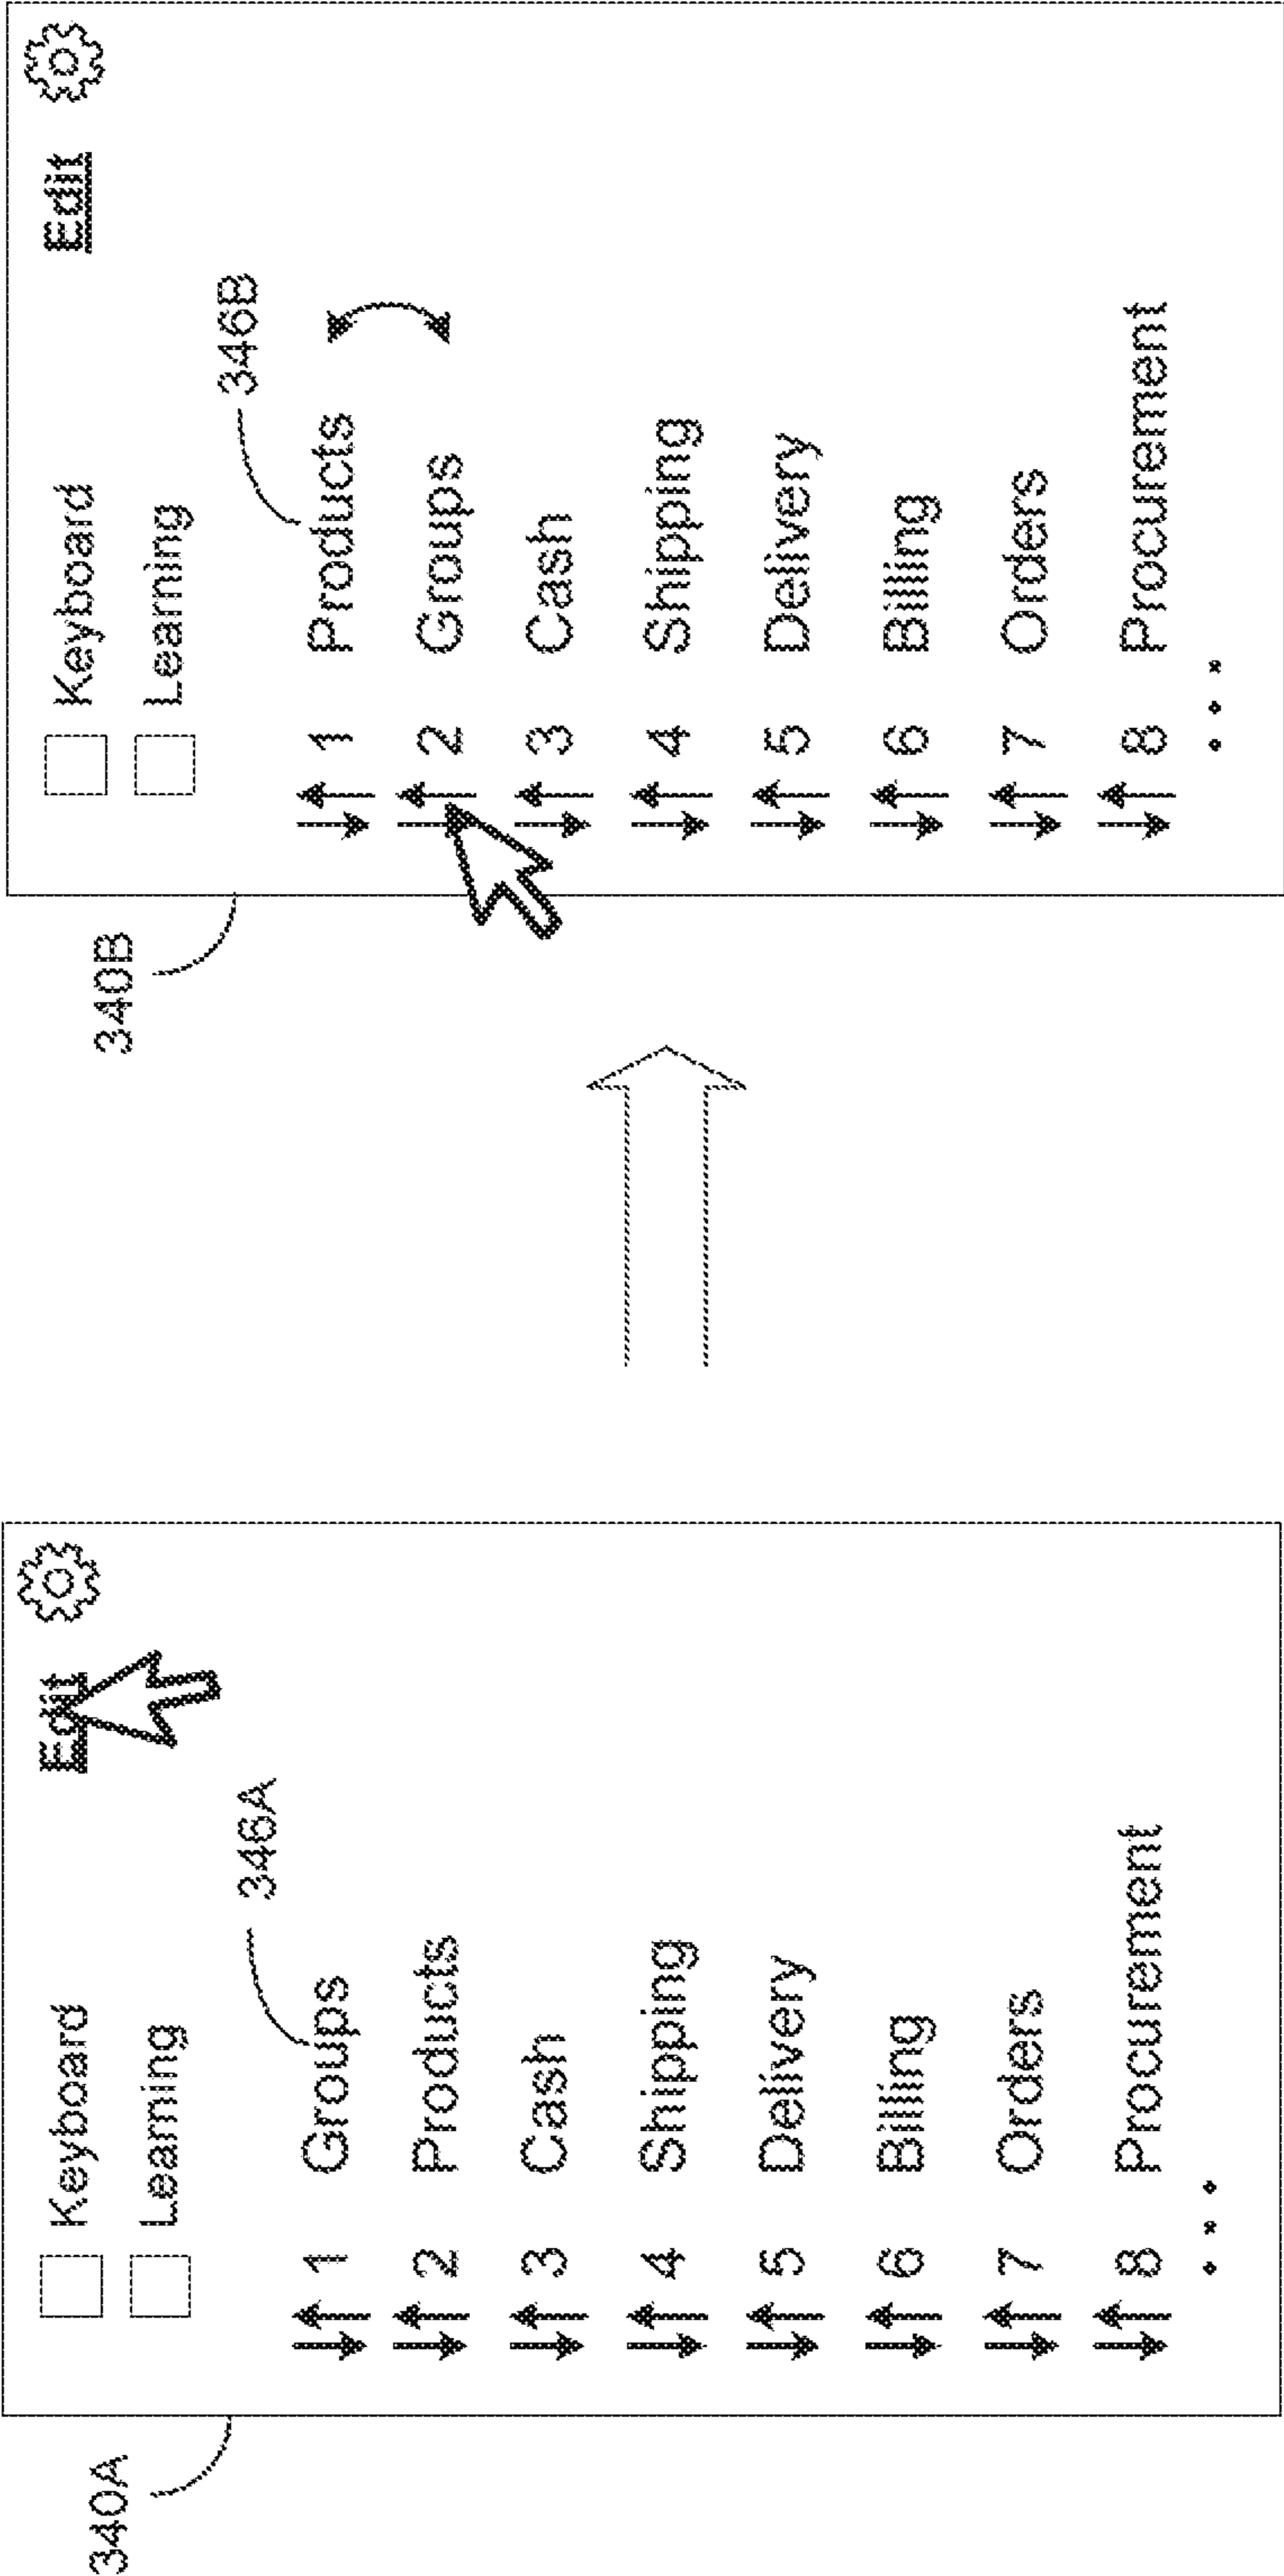 340A
Keyboard
Edit
Learning
346A
1 Groups
2 Products
3 Cash
4 Shipping
5 Delivery
6 Billing
7 Orders
8 Procurement
...
340B
Keyboard
Edit
Learning
346B
1 Products
2 Groups
3 Cash
4 Shipping
5 Delivery
6 Billing
7 Orders
8 Procurement
...